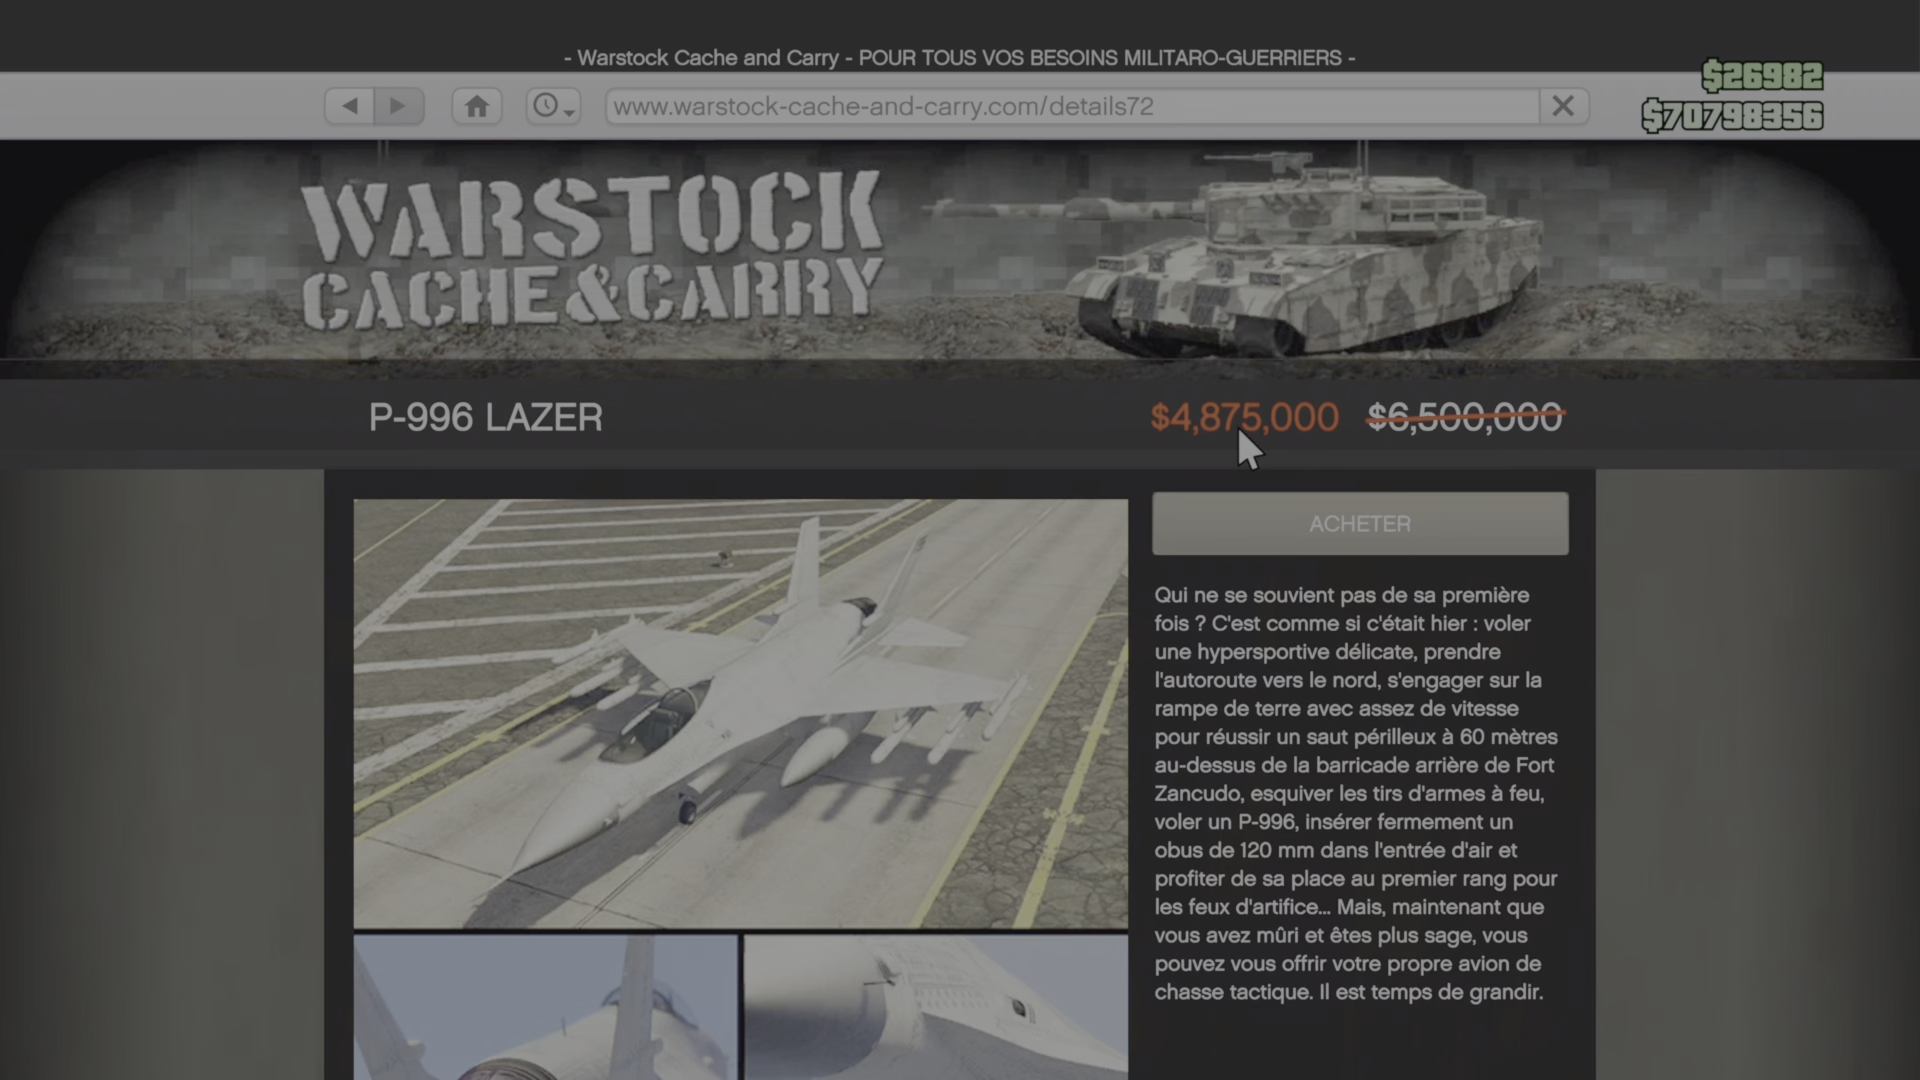 - Warstock Cache and Carry - POUR TOUS VOS BESOINS MILITARO-GUERRIERS -
$26982
www.warstock-cache-and-carry.com/details72
$70798356
WARSTOCK
CACHE&CARRY
P-996 LAZER
$4,875,000 $6,500,000
ACHETER
Qui ne se souvient pas de sa première
fois ? C'est comme si c'était hier : voler
une hypersportive délicate, prendre
l'autoroute vers le nord, s'engager sur la
rampe de terre avec assez de vitesse
pour réussir un saut périlleux à 60 mètres
au-dessus de la barricade arrière de Fort
Zancudo, esquiver les tirs d'armes à feu,
voler un P-996, insérer fermement un
obus de 120 mm dans l'entrée d'air et
profiter de sa place au premier rang pour
les feux d'artifice... Mais, maintenant que
vous avez mûri et êtes plus sage, vous
pouvez vous offrir votre propre avion de
chasse tactique. Il est temps de grandir.